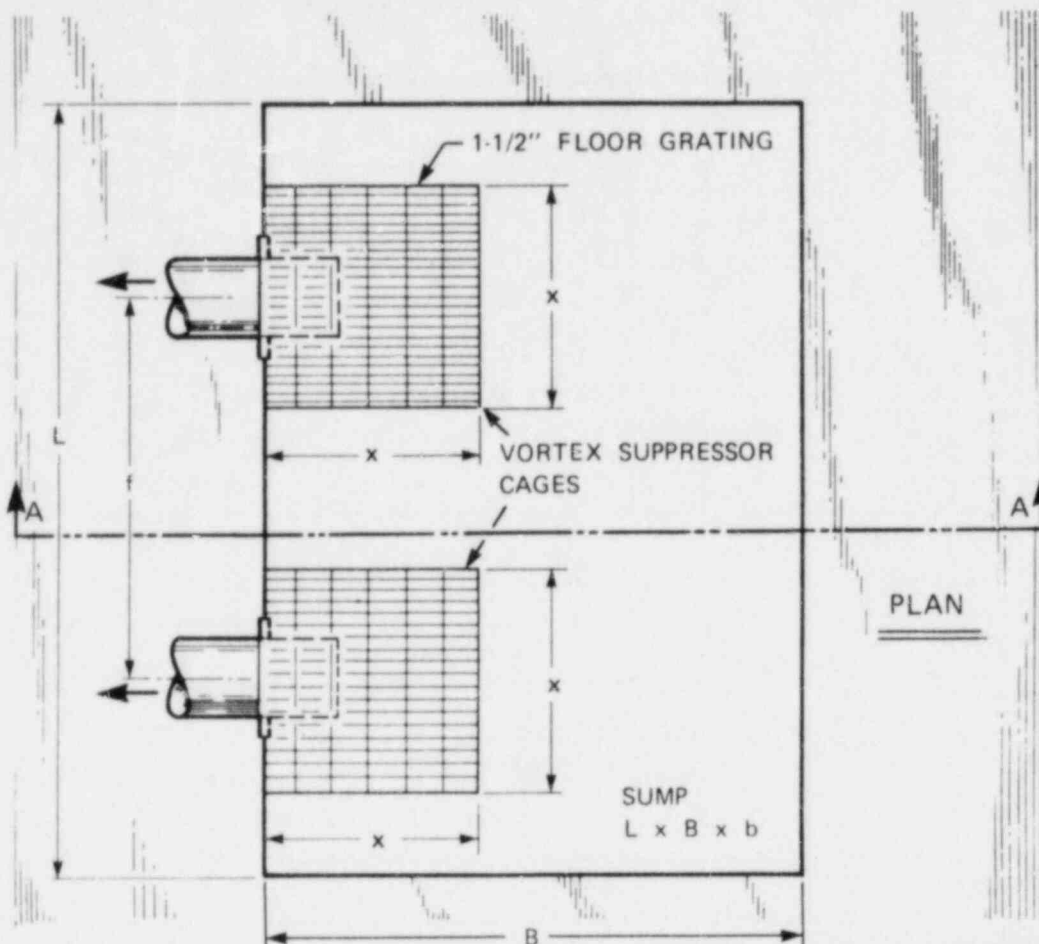 1-1/2" FLOOR GRATING
x
L
f
x
VORTEX SUPPRESSOR
CAGES
A
A
PLAN
x
SUMP
L x B x b
x
B